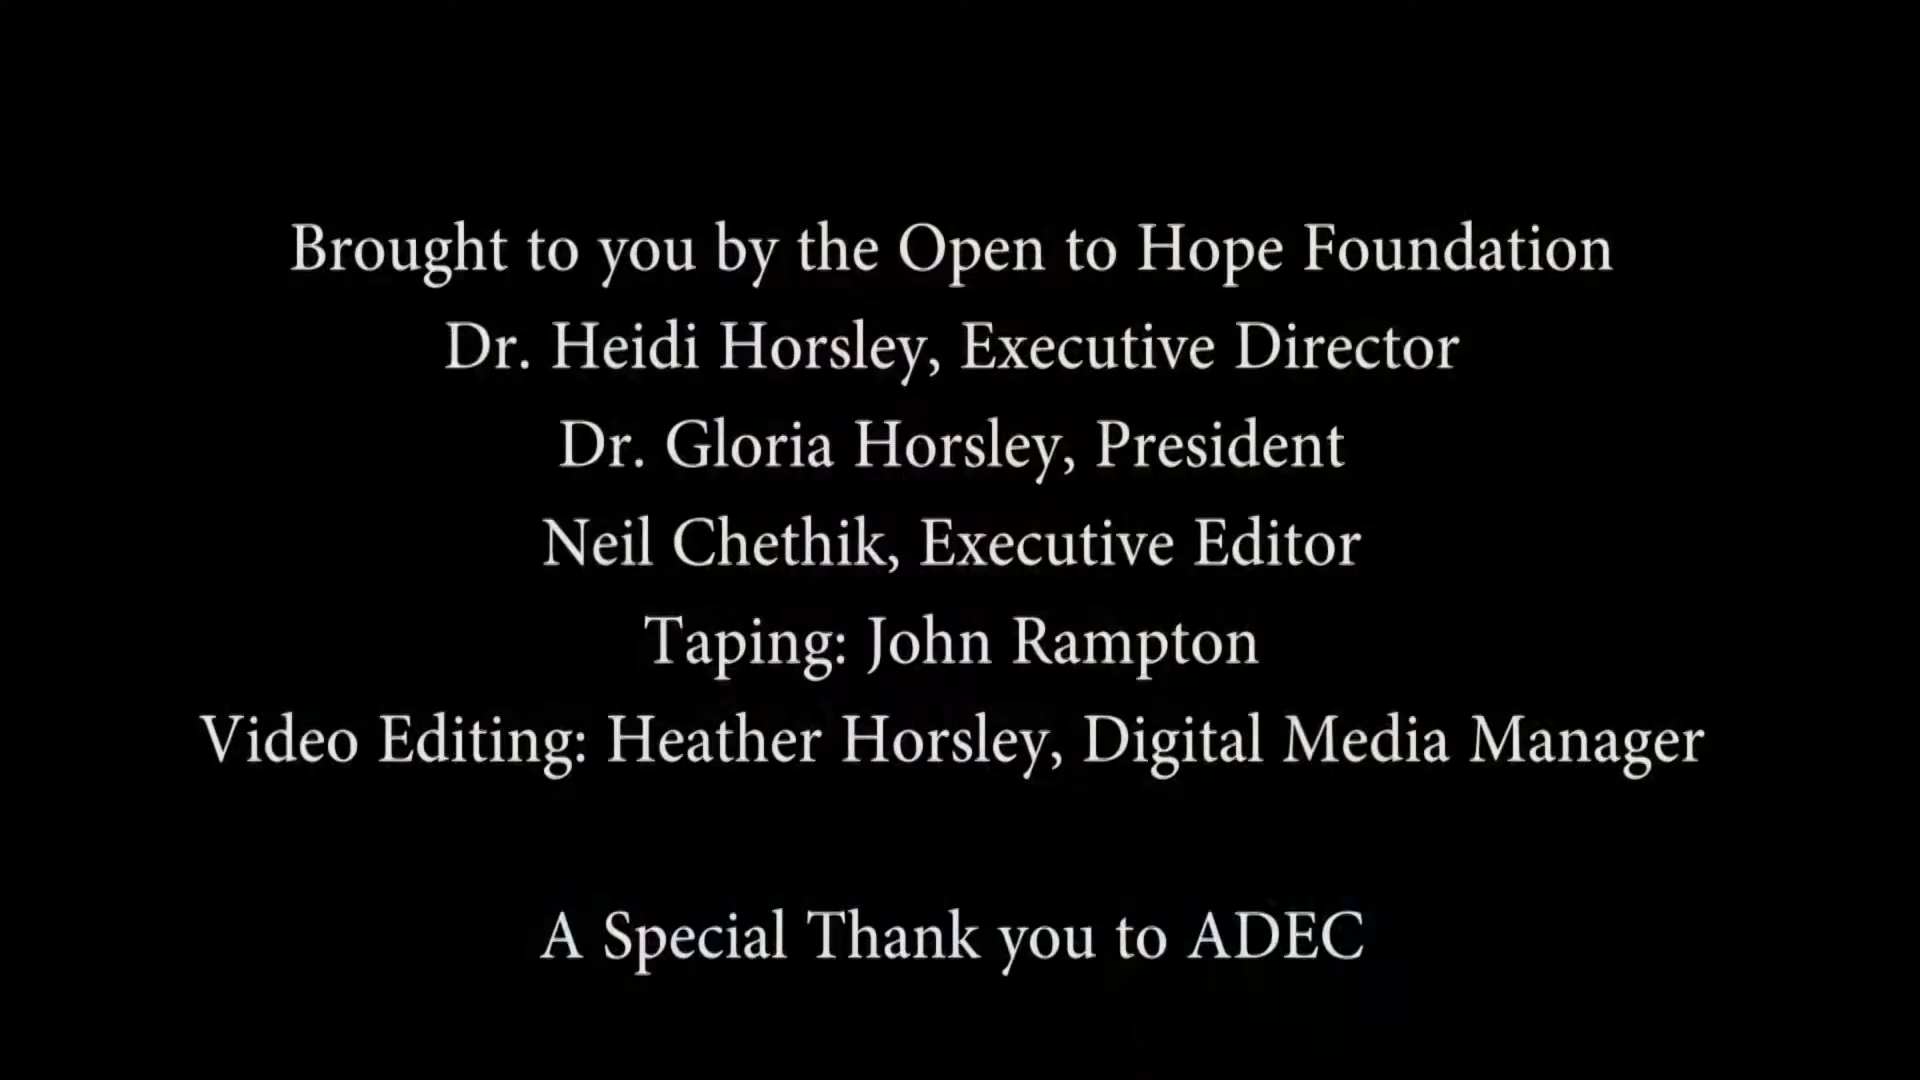 Brought to you by the Open to Hope Foundation
Dr. Heidi Horsley, Executive Director
Dr. Gloria Horsley, President
Neil Chethik, Executive Editor
Taping: John Rampton
Video Editing: Heather Horsley, Digital Media Manager
A Special Thank you to ADEC